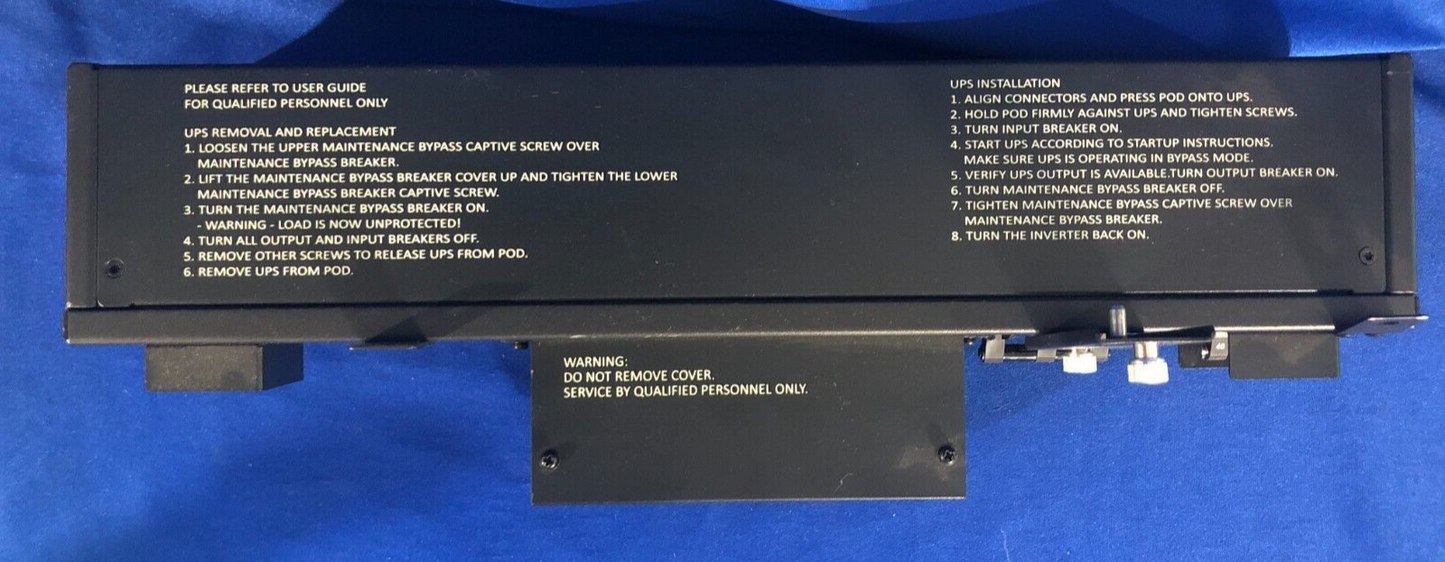 PLEASE REFER TO USER GUIDE
FOR QUALIFIED PERSONNEL ONLY
UPS REMOVAL AND REPLACEMENT
1. LOOSEN THE UPPER MAINTENANCE BYPASS CAPTIVE SCREW OVER
MAINTENANCE BYPASS BREAKER.
2. LIFT THE MAINTENANCE BYPASS BREAKER COVER UP AND TIGHTEN THE LOWER
MAINTENANCE BYPASS BREAKER CAPTIVE SCREW.
3. TURN THE MAINTENANCE BYPASS BREAKER ON.
- WARNING - LOAD IS NOW UNPROTECTED!
4. TURN ALL OUTPUT AND INPUT BREAKERS OFF.
5. REMOVE OTHER SCREWS TO RELEASE UPS FROM POD.
6. REMOVE UPS FROM POD.
UPS INSTALLATION
1. ALIGN CONNECTORS AND PRESS POD ONTO UPS.
2. HOLD POD FIRMLY AGAINST UPS AND TIGHTEN SCREWS.
3. TURN INPUT BREAKER ON.
4. START UPS ACCORDING TO STARTUP INSTRUCTIONS.
MAKE SURE UPS IS OPERATING IN BYPASS MODE.
5. VERIFY UPS OUTPUT IS AVAILABLE.TURN OUTPUT BREAKER ON.
6. TURN MAINTENANCE BYPASS BREAKER OFF.
7. TIGHTEN MAINTENANCE BYPASS CAPTIVE SCREW OVER
MAINTENANCE BYPASS BREAKER.
8. TURN THE INVERTER BACK ON.
WARNING:
DO NOT REMOVE COVER.
SERVICE BY QUALIFIED PERSONNEL ONLY.
40